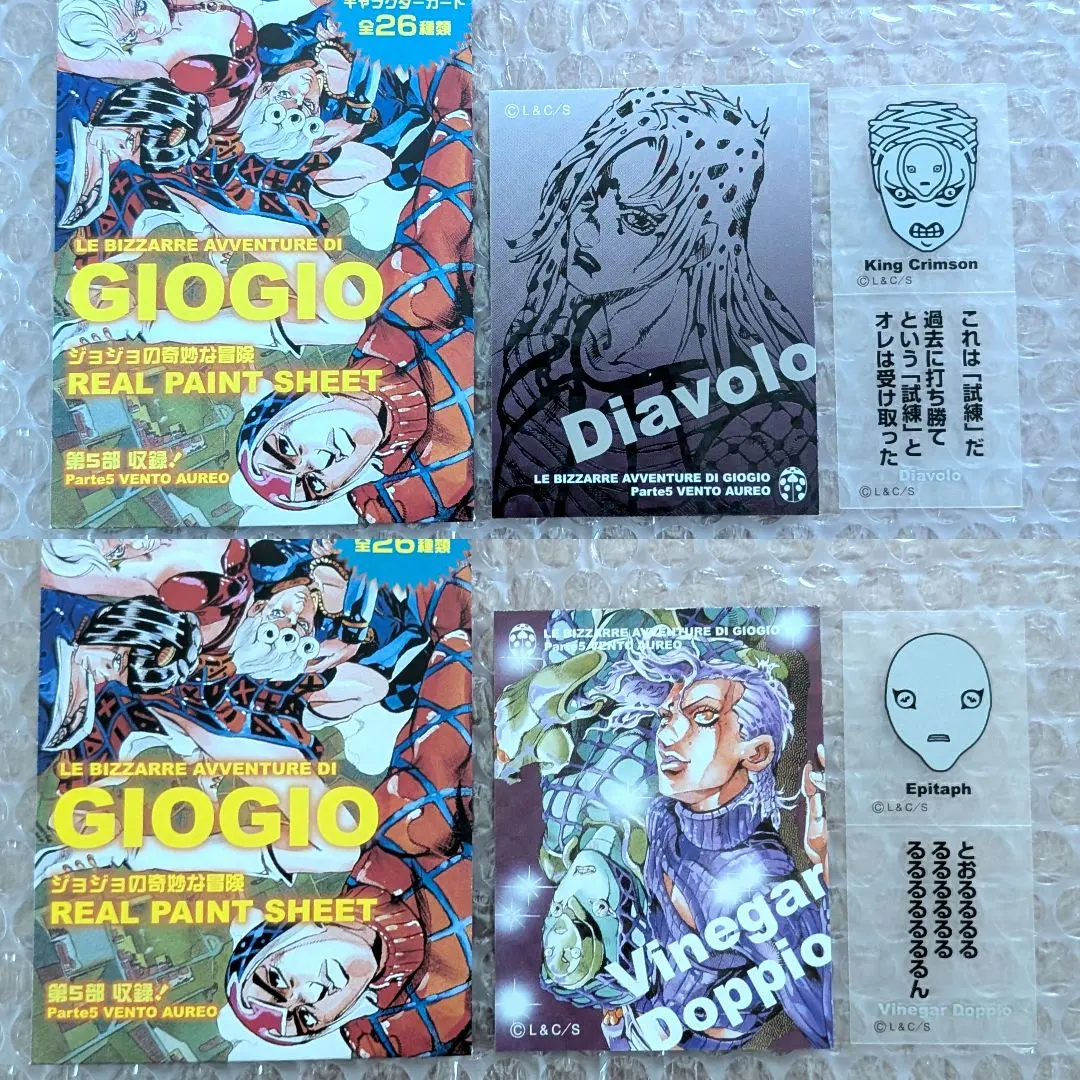 キャラクターカード
全26種類
LE BIZZARRE AVVENTURE DI
GIOGIO
ジョジョの奇妙な冒険
REAL PAINT SHEET
第5部 収録!
Parte5 VENTO AUREO
©L&C/S
Diavolo
LE BIZZARRE AVVENTURE DI GIOGIO
Parte5 VENTO AUREO
King Crimson
©L&C/S
これは「試練」だ
過去に打ち勝て
という「試練」と
オレは受け取った
Diavolo
©L&C/S
全26種類
LE BIZZARRE AVVENTURE DI
GIOGIO
ジョジョの奇妙な冒険
REAL PAINT SHEET
第5部 収録!
Parte5 VENTO AUREO
LE BIZZARRE AVVENTURE DI GIOGIO
Parte5 VENTO AUREO
Vinegar
Doppio
©L&C/S
Epitaph
©L&C/S
とおるるるる
るるるるるる
るるるるるるるん
Vinegar Doppio
©L&C/S